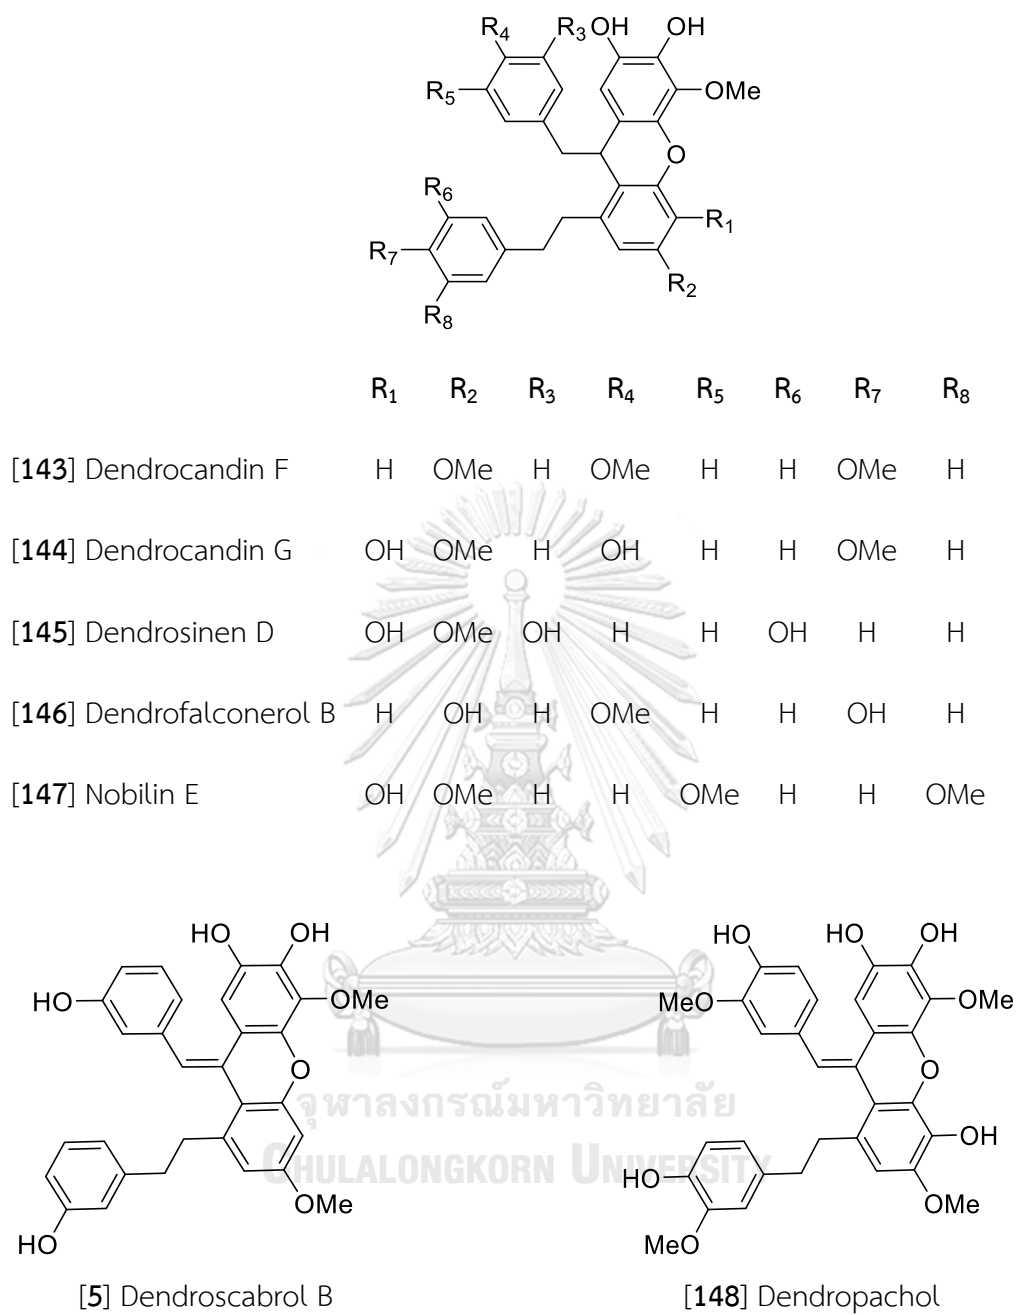 R4 R3 OH OH
R5 OMe
O
R6
R7 R1
R2
R8
R1 R2 R3 R4 R5 R6 R7 R8
[143] Dendrocandin F H OMe H OMe H H OMe H
[144] Dendrocandin G OH OMe H OH H H OMe H
[145] Dendrosinen D OH OMe OH H H OH H H
[146] Dendrofalconerol B H OH H OMe H H OH H
[147] Nobilin E OH OMe H H OMe H H OMe
HO OH
HO OMe
O
OMe
HO
HO HO OH
MeO OMe
O
OH
HO
OMe
MeO
จุฬาลงกรณ์มหาวิทยาลัย
CHULALONGKORN UNIVERSITY
[5] Dendroscabrol B [148] Dendropachol